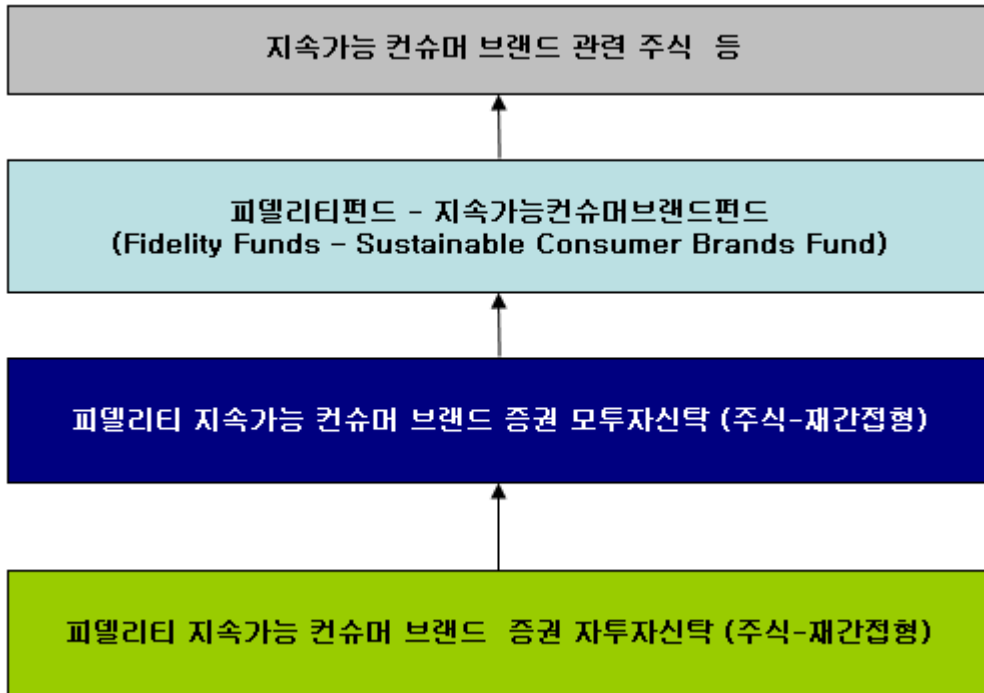 지속가능 컨슈머 브랜드 관련 주식 등
피델리티펀드 - 지속가능컨슈머브랜드펀드
(Fidelity Funds – Sustainable Consumer Brands Fund)
피델리티 지속가능 컨슈머 브랜드 증권 모투자신탁 (주식-재간접형)
피델리티 지속가능 컨슈머 브랜드 증권 자투자신탁 (주식-재간접형)